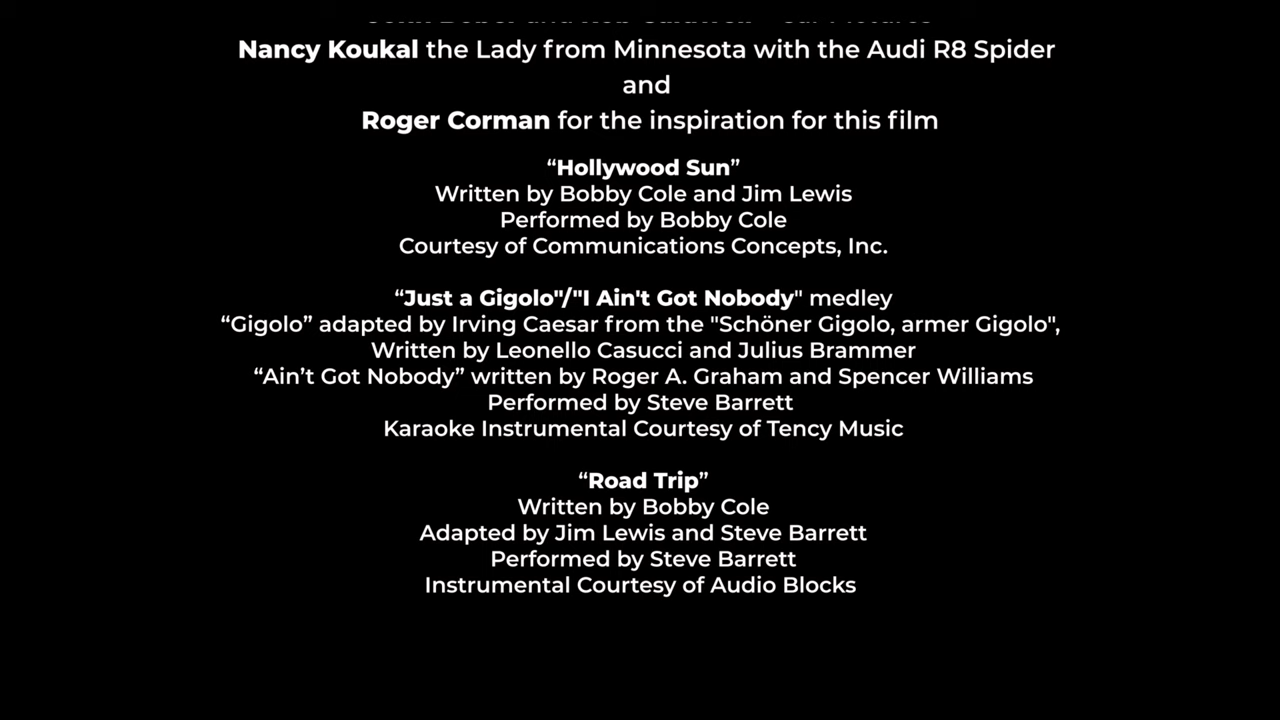 Nancy Koukal the Lady from Minnesota with the Audi R8 Spider
and
Roger Corman for the inspiration for this film
“Hollywood Sun”
Written by Bobby Cole and Jim Lewis
Performed by Bobby Cole
Courtesy of Communications Concepts, Inc.
“Just a Gigolo"/"I Ain't Got Nobody" medley
“Gigolo” adapted by Irving Caesar from the "Schöner Gigolo, armer Gigolo",
Written by Leonello Casucci and Julius Brammer
“Ain’t Got Nobody” written by Roger A. Graham and Spencer Williams
Performed by Steve Barrett
Karaoke Instrumental Courtesy of Tency Music
“Road Trip”
Written by Bobby Cole
Adapted by Jim Lewis and Steve Barrett
Performed by Steve Barrett
Instrumental Courtesy of Audio Blocks